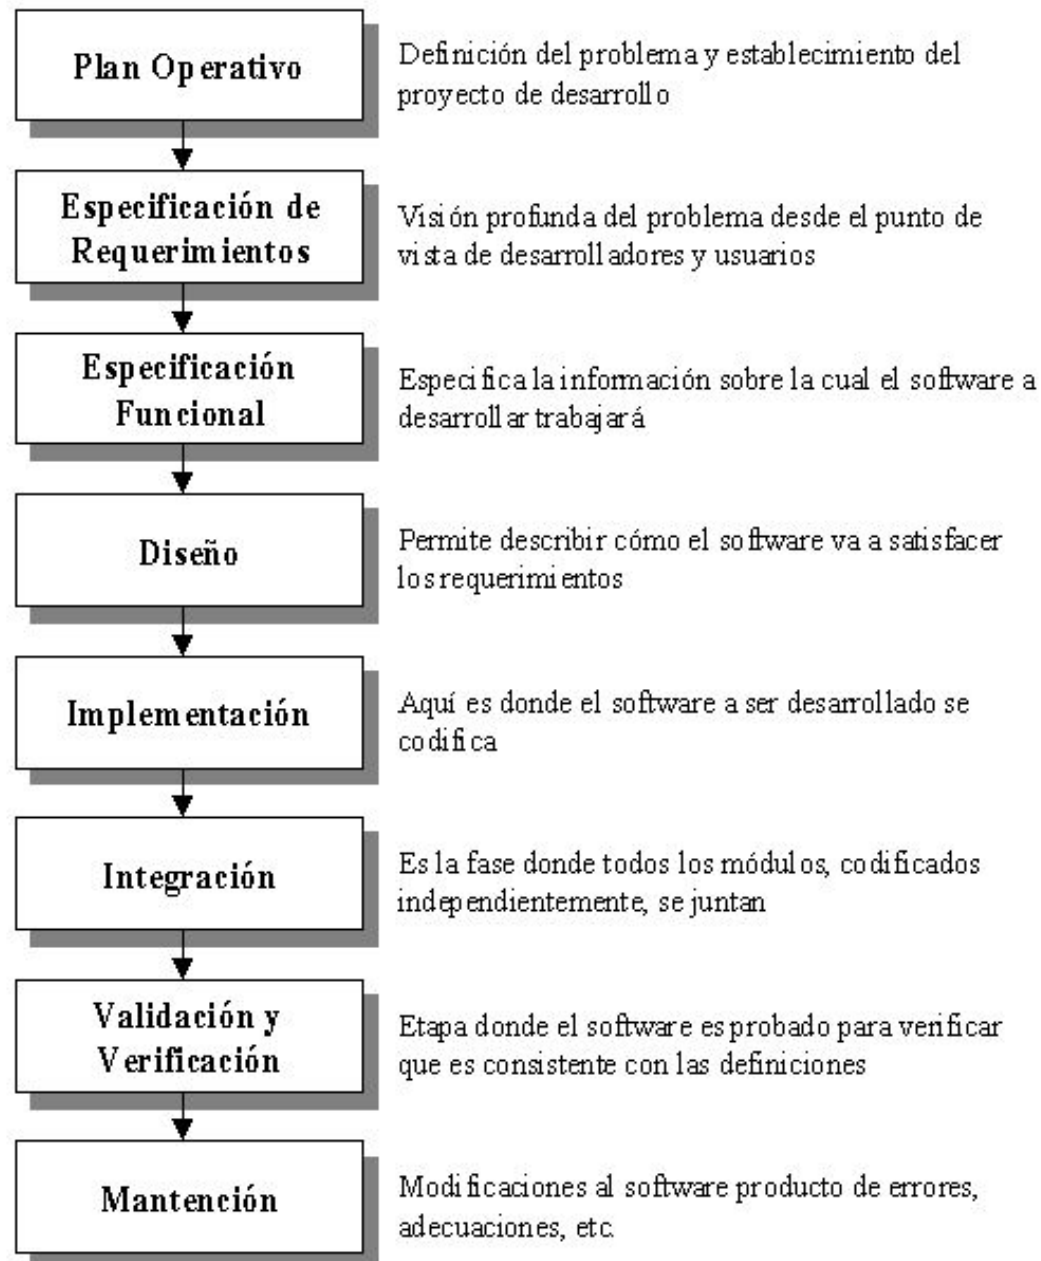 Plan Operativo
Definición del problema y establecimiento del
proyecto de desarrollo
Especificación de
Requerimientos
Visión profunda del problema desde el punto de
vista de desarrolladores y usuarios
Especificación
Funcional
Especifica la información sobre la cual el software a
desarrollar trabajará
Diseño
Permite describir cómo el software va a satisfacer
los requerimientos
Implementación
Aquí es donde el software a ser desarrollado se
codifica
Integración
Es la fase donde todos los módulos, codificados
independientemente, se juntan
Validación y
Verificación
Etapa donde el software es probado para verificar
que es consistente con las definiciones
Mantención
Modificaciones al software producto de errores,
adecuaciones, etc.